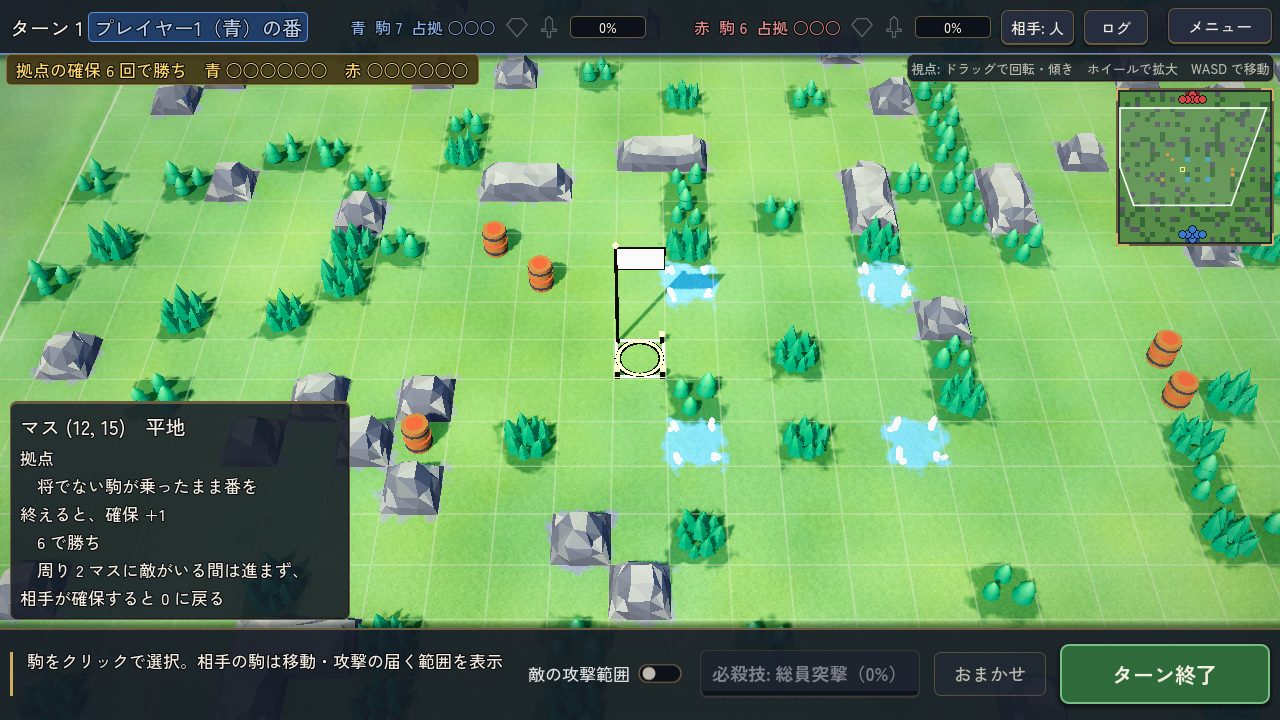 ターン 1 プレイヤー1（青）の番 青 駒 7 占拠 ○○○ 0% 赤 駒 6 占拠 ○○○ 0% 相手: 人 ログ メニュー
拠点の確保 6 回で勝ち 青 ○○○○○○ 赤 ○○○○○○
視点: ドラッグで回転・傾き ホイールで拡大 WASD で移動
マス (12, 15) 平地
拠点
将でない駒が乗ったまま番を
終えると、確保 +1
6 で勝ち
周り 2 マスに敵がいる間は進まず、
相手が確保すると 0 に戻る
駒をクリックで選択。相手の駒は移動・攻撃の届く範囲を表示
敵の攻撃範囲 必殺技: 総員突撃（0%） おまかせ ターン終了